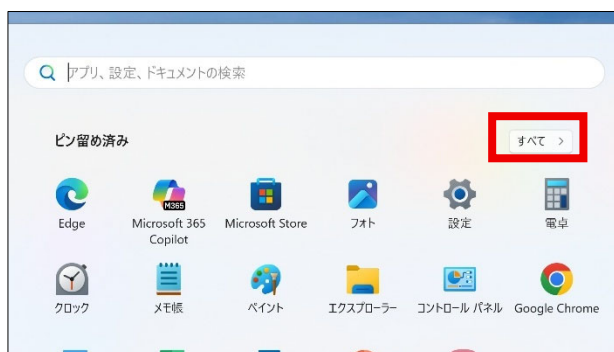 アプリ、設定、ドキュメントの検索
ピン留め済み
すべて >
Edge
Microsoft 365
Copilot
Microsoft Store
フォト
設定
電卓
M365
クロック
メモ帳
ペイント
エクスプローラー
コントロール パネル
Google Chrome